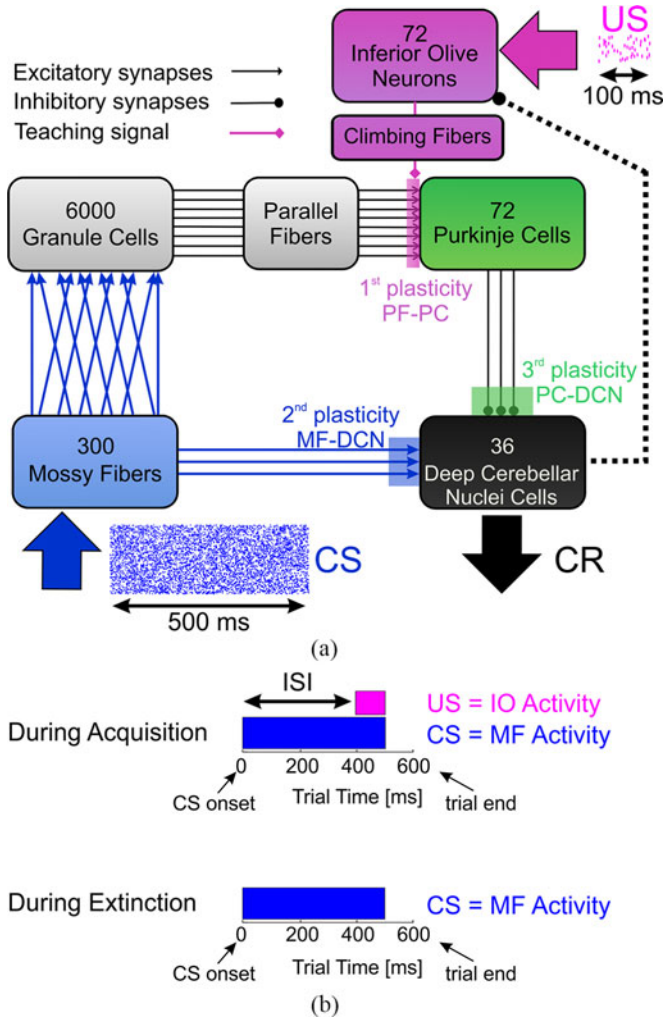 US
100 ms
72
Inferior Olive
Neurons
Excitatory synapses
Inhibitory synapses
Teaching signal
Climbing Fibers
6000
Granule Cells
Parallel
Fibers
72
Purkinje Cells
1st plasticity
PF-PC
3rd plasticity
PC-DCN
2nd plasticity
MF-DCN
300
Mossy Fibers
36
Deep Cerebellar
Nuclei Cells
CS
500 ms
CR
(a)
ISI
During Acquisition
US = IO Activity
CS = MF Activity
0 200 400 600
CS onset
Trial Time [ms]
trial end
During Extinction
CS = MF Activity
0 200 400 600
CS onset
Trial Time [ms]
trial end
(b)